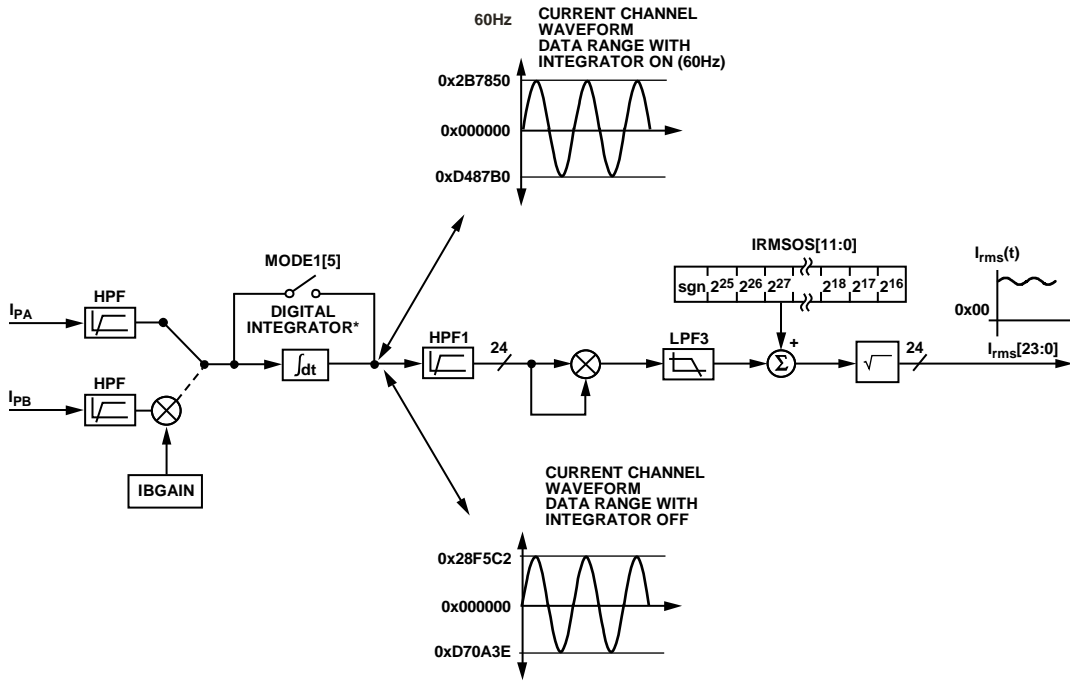 60Hz
CURRENT CHANNEL
WAVEFORM
DATA RANGE WITH
INTEGRATOR ON (60Hz)
0x2B7850
0x000000
0xD487B0
MODE1[5]
DIGITAL
INTEGRATOR*
IRMSOS[11:0]
sgn 2^25 2^26 2^27 2^18 2^17 2^16
I_rms(t)
0x00
I_PA
HPF
I_PB
HPF
IBGAIN
∫dt
HPF1
24
LPF3
+
Σ
√
24
I_rms[23:0]
CURRENT CHANNEL
WAVEFORM
DATA RANGE WITH
INTEGRATOR OFF
0x28F5C2
0x000000
0xD70A3E